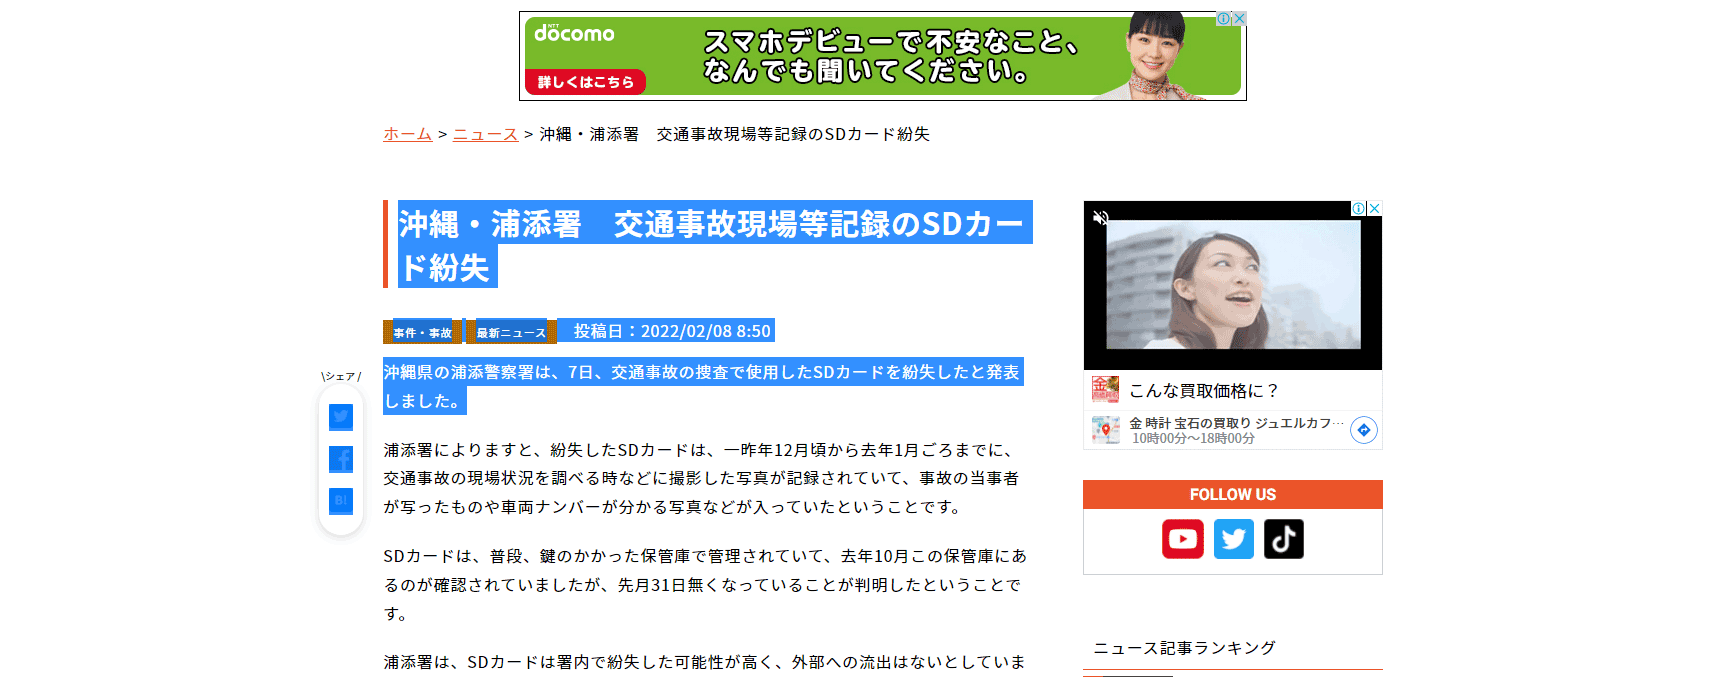 NTT
döcomo
スマホデビューで不安なこと、
なんでも聞いてください。
詳しくはこちら
ホーム > ニュース > 沖縄・浦添署　交通事故現場等記録のSDカード紛失
沖縄・浦添署　交通事故現場等記録のSDカー
ド紛失
事件・事故 最新ニュース 投稿日：2022/02/08 8:50
沖縄県の浦添警察署は、7日、交通事故の捜査で使用したSDカードを紛失したと発表
しました。
\シェア /
B!
浦添署によりますと、紛失したSDカードは、一昨年12月頃から去年1月ごろまでに、
交通事故の現場状況を調べる時などに撮影した写真が記録されていて、事故の当事者
が写ったものや車両ナンバーが分かる写真などが入っていたということです。
SDカードは、普段、鍵のかかった保管庫で管理されていて、去年10月この保管庫にあ
るのが確認されていましたが、先月31日無くなっていることが判明したということで
す。
浦添署は、SDカードは署内で紛失した可能性が高く、外部への流出はないとしていま
こんな買取価格に？
金 時計 宝石の買取り ジュエルカフ…
10時00分～18時00分
FOLLOW US
ニュース記事ランキング